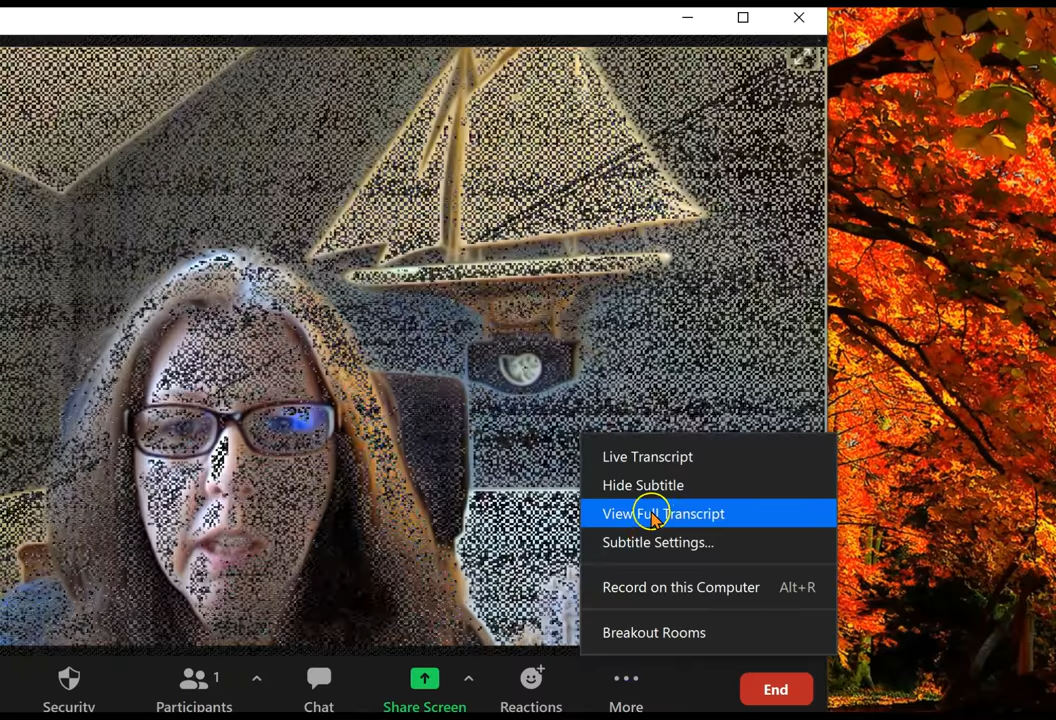 Live Transcript
Hide Subtitle
View Full Transcript
Subtitle Settings...
Record on this Computer Alt+R
Breakout Rooms
1
Security
Participants
Chat
Share Screen
Reactions
More
End